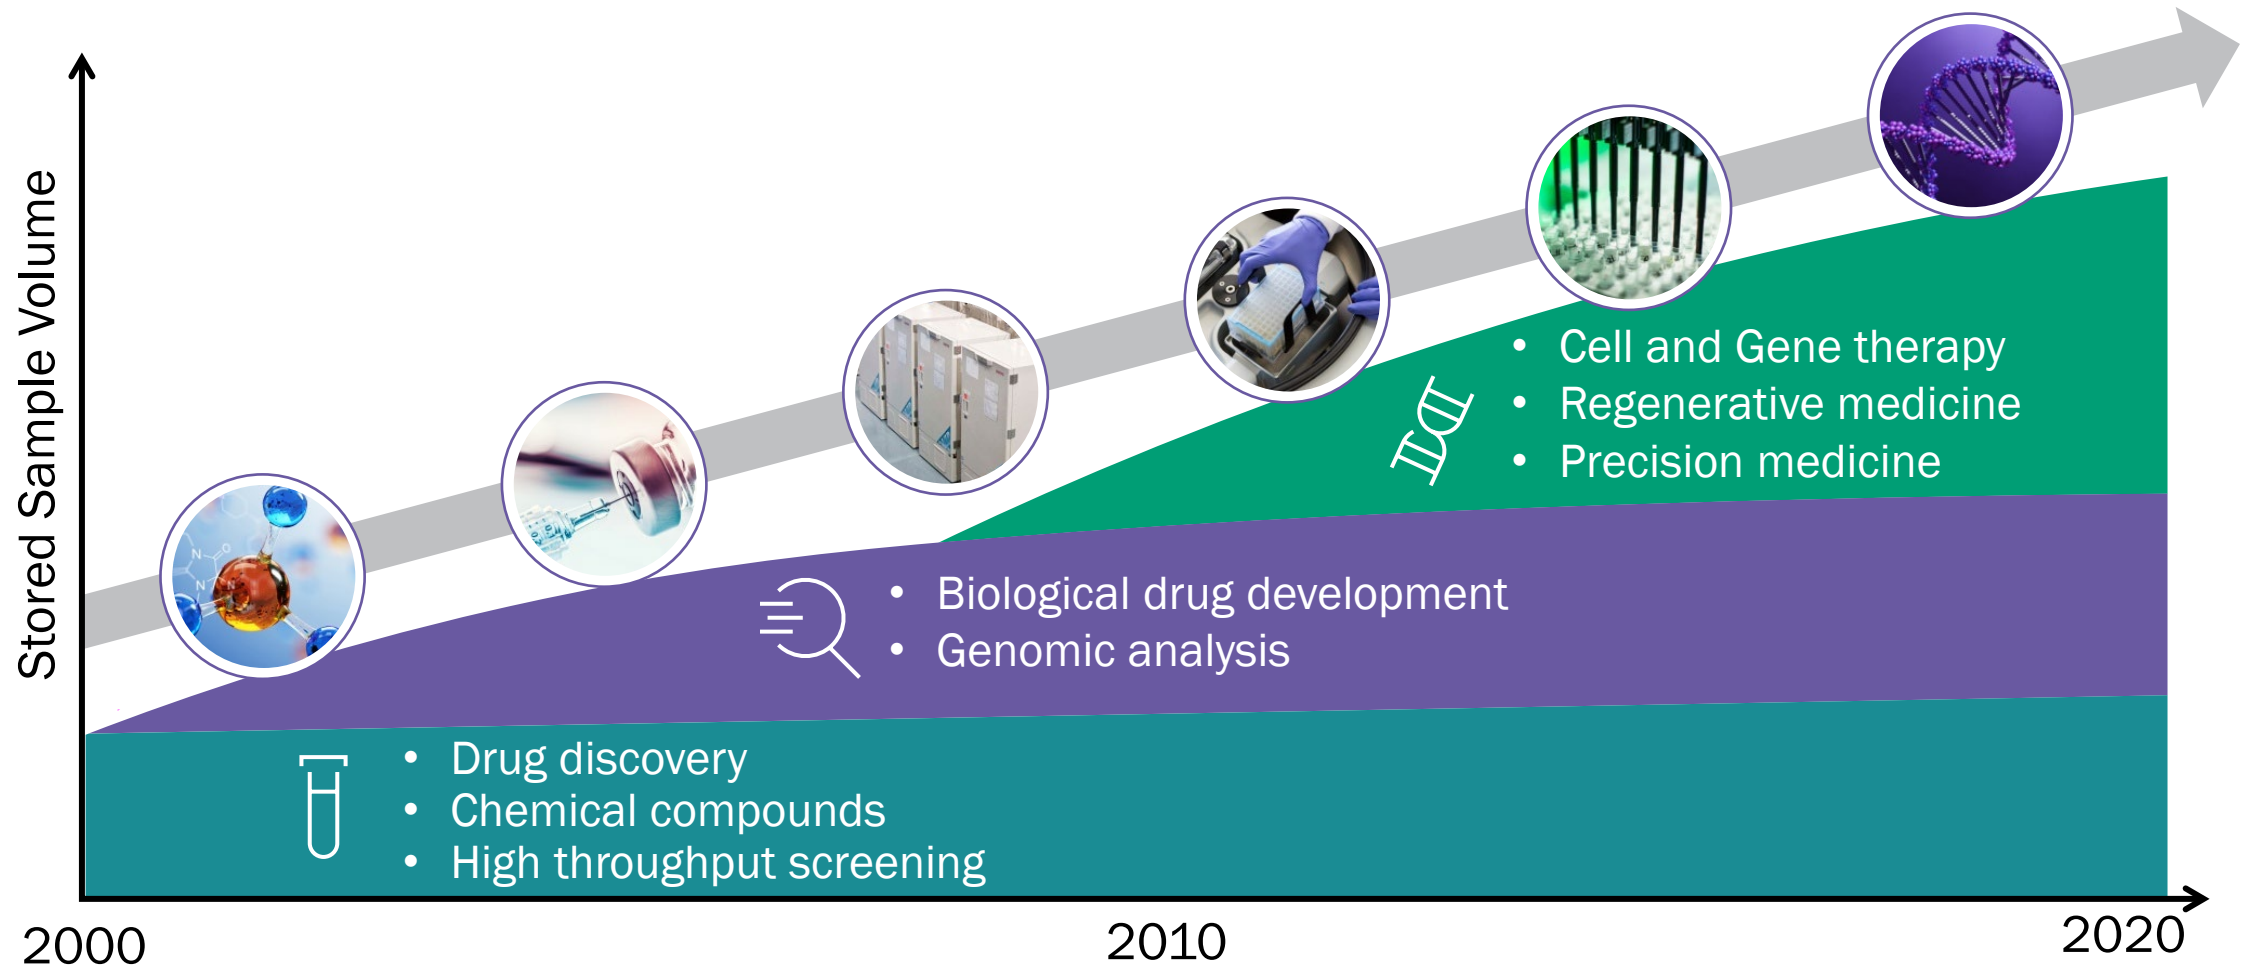 Stored Sample Volume
• Cell and Gene therapy
• Regenerative medicine
• Precision medicine
• Biological drug development
• Genomic analysis
• Drug discovery
• Chemical compounds
• High throughput screening
2000
2010
2020